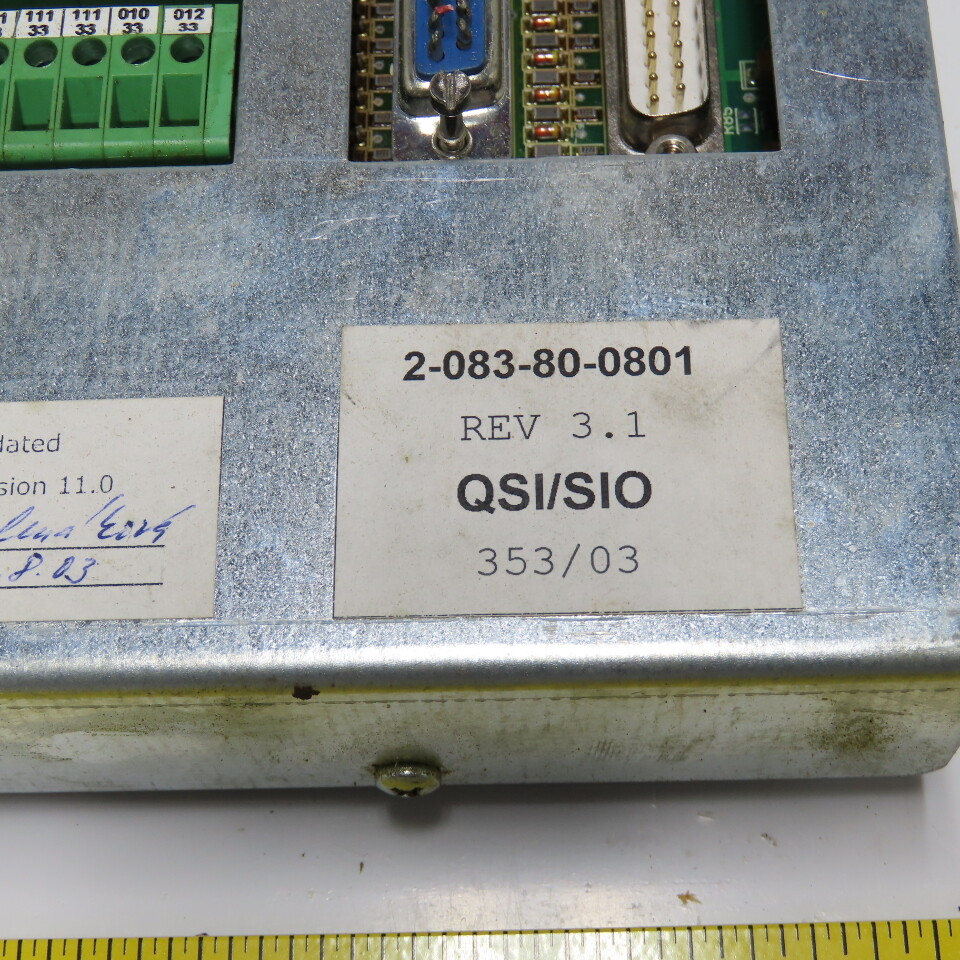 111 111 010 012
33 33 33 33
R85
2-083-80-0801
REV 3.1
QSI/SIO
353/03
dated
sion 11.0
8.03